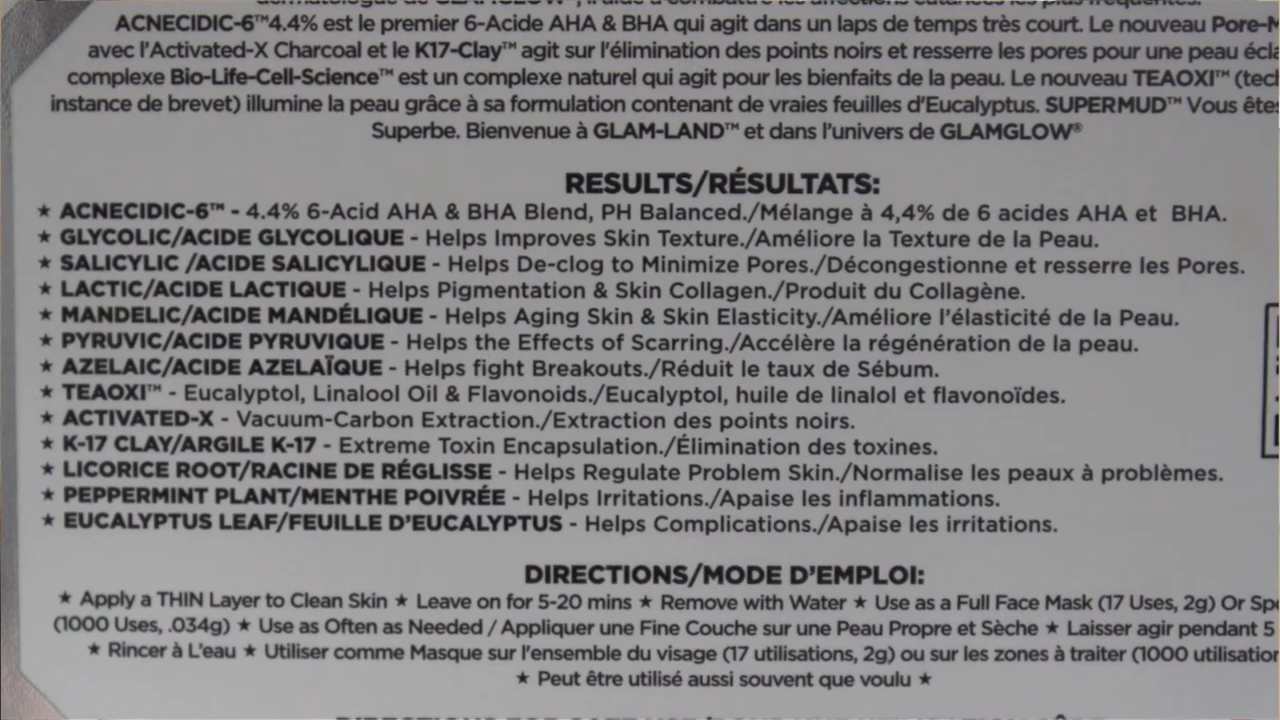 ACNECIDIC-6™4.4% est le premier 6-Acide AHA & BHA qui agit dans un laps de temps très court. Le nouveau
avec l'Activated-X Charcoal et le K17-Clay™ agit sur l'élimination des points noirs et resserre les pores pour une peau
complexe Bio-Life-Cell-Science™ est un complexe naturel qui agit pour les bienfaits de la peau. Le nouveau TEAOXI™
instance de brevet) illumine la peau grâce à sa formulation contenant de vraies feuilles d'Eucalyptus. SUPERMUD™ Vous
Superbe. Bienvenue à GLAM-LAND™ et dans l'univers de GLAMGLOW®
RESULTS/RÉSULTATS:
★ ACNECIDIC-6™ - 4.4% 6-Acid AHA & BHA Blend, PH Balanced./Mélange à 4,4% de 6 acides AHA et BHA.
★ GLYCOLIC/ACIDE GLYCOLIQUE - Helps Improves Skin Texture./Améliore la Texture de la Peau.
★ SALICYLIC /ACIDE SALICYLIQUE - Helps De-clog to Minimize Pores./Décongestionne et resserre les Pores.
★ LACTIC/ACIDE LACTIQUE - Helps Pigmentation & Skin Collagen./Produit du Collagène.
★ MANDELIC/ACIDE MANDÉLIQUE - Helps Aging Skin & Skin Elasticity./Améliore l'élasticité de la Peau.
★ PYRUVIC/ACIDE PYRUVIQUE - Helps the Effects of Scarring./Accélère la régénération de la peau.
★ AZELAIC/ACIDE AZELAÏQUE - Helps fight Breakouts./Réduit le taux de Sébum.
★ TEAOXI™ - Eucalyptol, Linalool Oil & Flavonoids./Eucalyptol, huile de linalol et flavonoïdes.
★ ACTIVATED-X - Vacuum-Carbon Extraction./Extraction des points noirs.
★ K-17 CLAY/ARGILE K-17 - Extreme Toxin Encapsulation./Élimination des toxines.
★ LICORICE ROOT/RACINE DE RÉGLISSE - Helps Regulate Problem Skin./Normalise les peaux à problèmes.
★ PEPPERMINT PLANT/MENTHE POIVRÉE - Helps Irritations./Apaise les inflammations.
★ EUCALYPTUS LEAF/FEUILLE D'EUCALYPTUS - Helps Complications./Apaise les irritations.
DIRECTIONS/MODE D'EMPLOI:
★ Apply a THIN Layer to Clean Skin ★ Leave on for 5-20 mins ★ Remove with Water ★ Use as a Full Face Mask (17 Uses, 2g) Or
(1000 Uses, .034g) ★ Use as Often as Needed / Appliquer une Fine Couche sur une Peau Propre et Sèche ★ Laisser agir pendant 5
★ Rincer à L'eau ★ Utiliser comme Masque sur l'ensemble du visage (17 utilisations, 2g) ou sur les zones à traiter (1000
★ Peut être utilisé aussi souvent que voulu ★